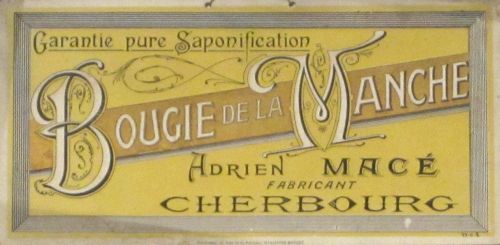 Garantie pure Saponification
BOUGIE DE LA MANCHE
ADRIEN MACÉ
FABRICANT
CHERBOURG